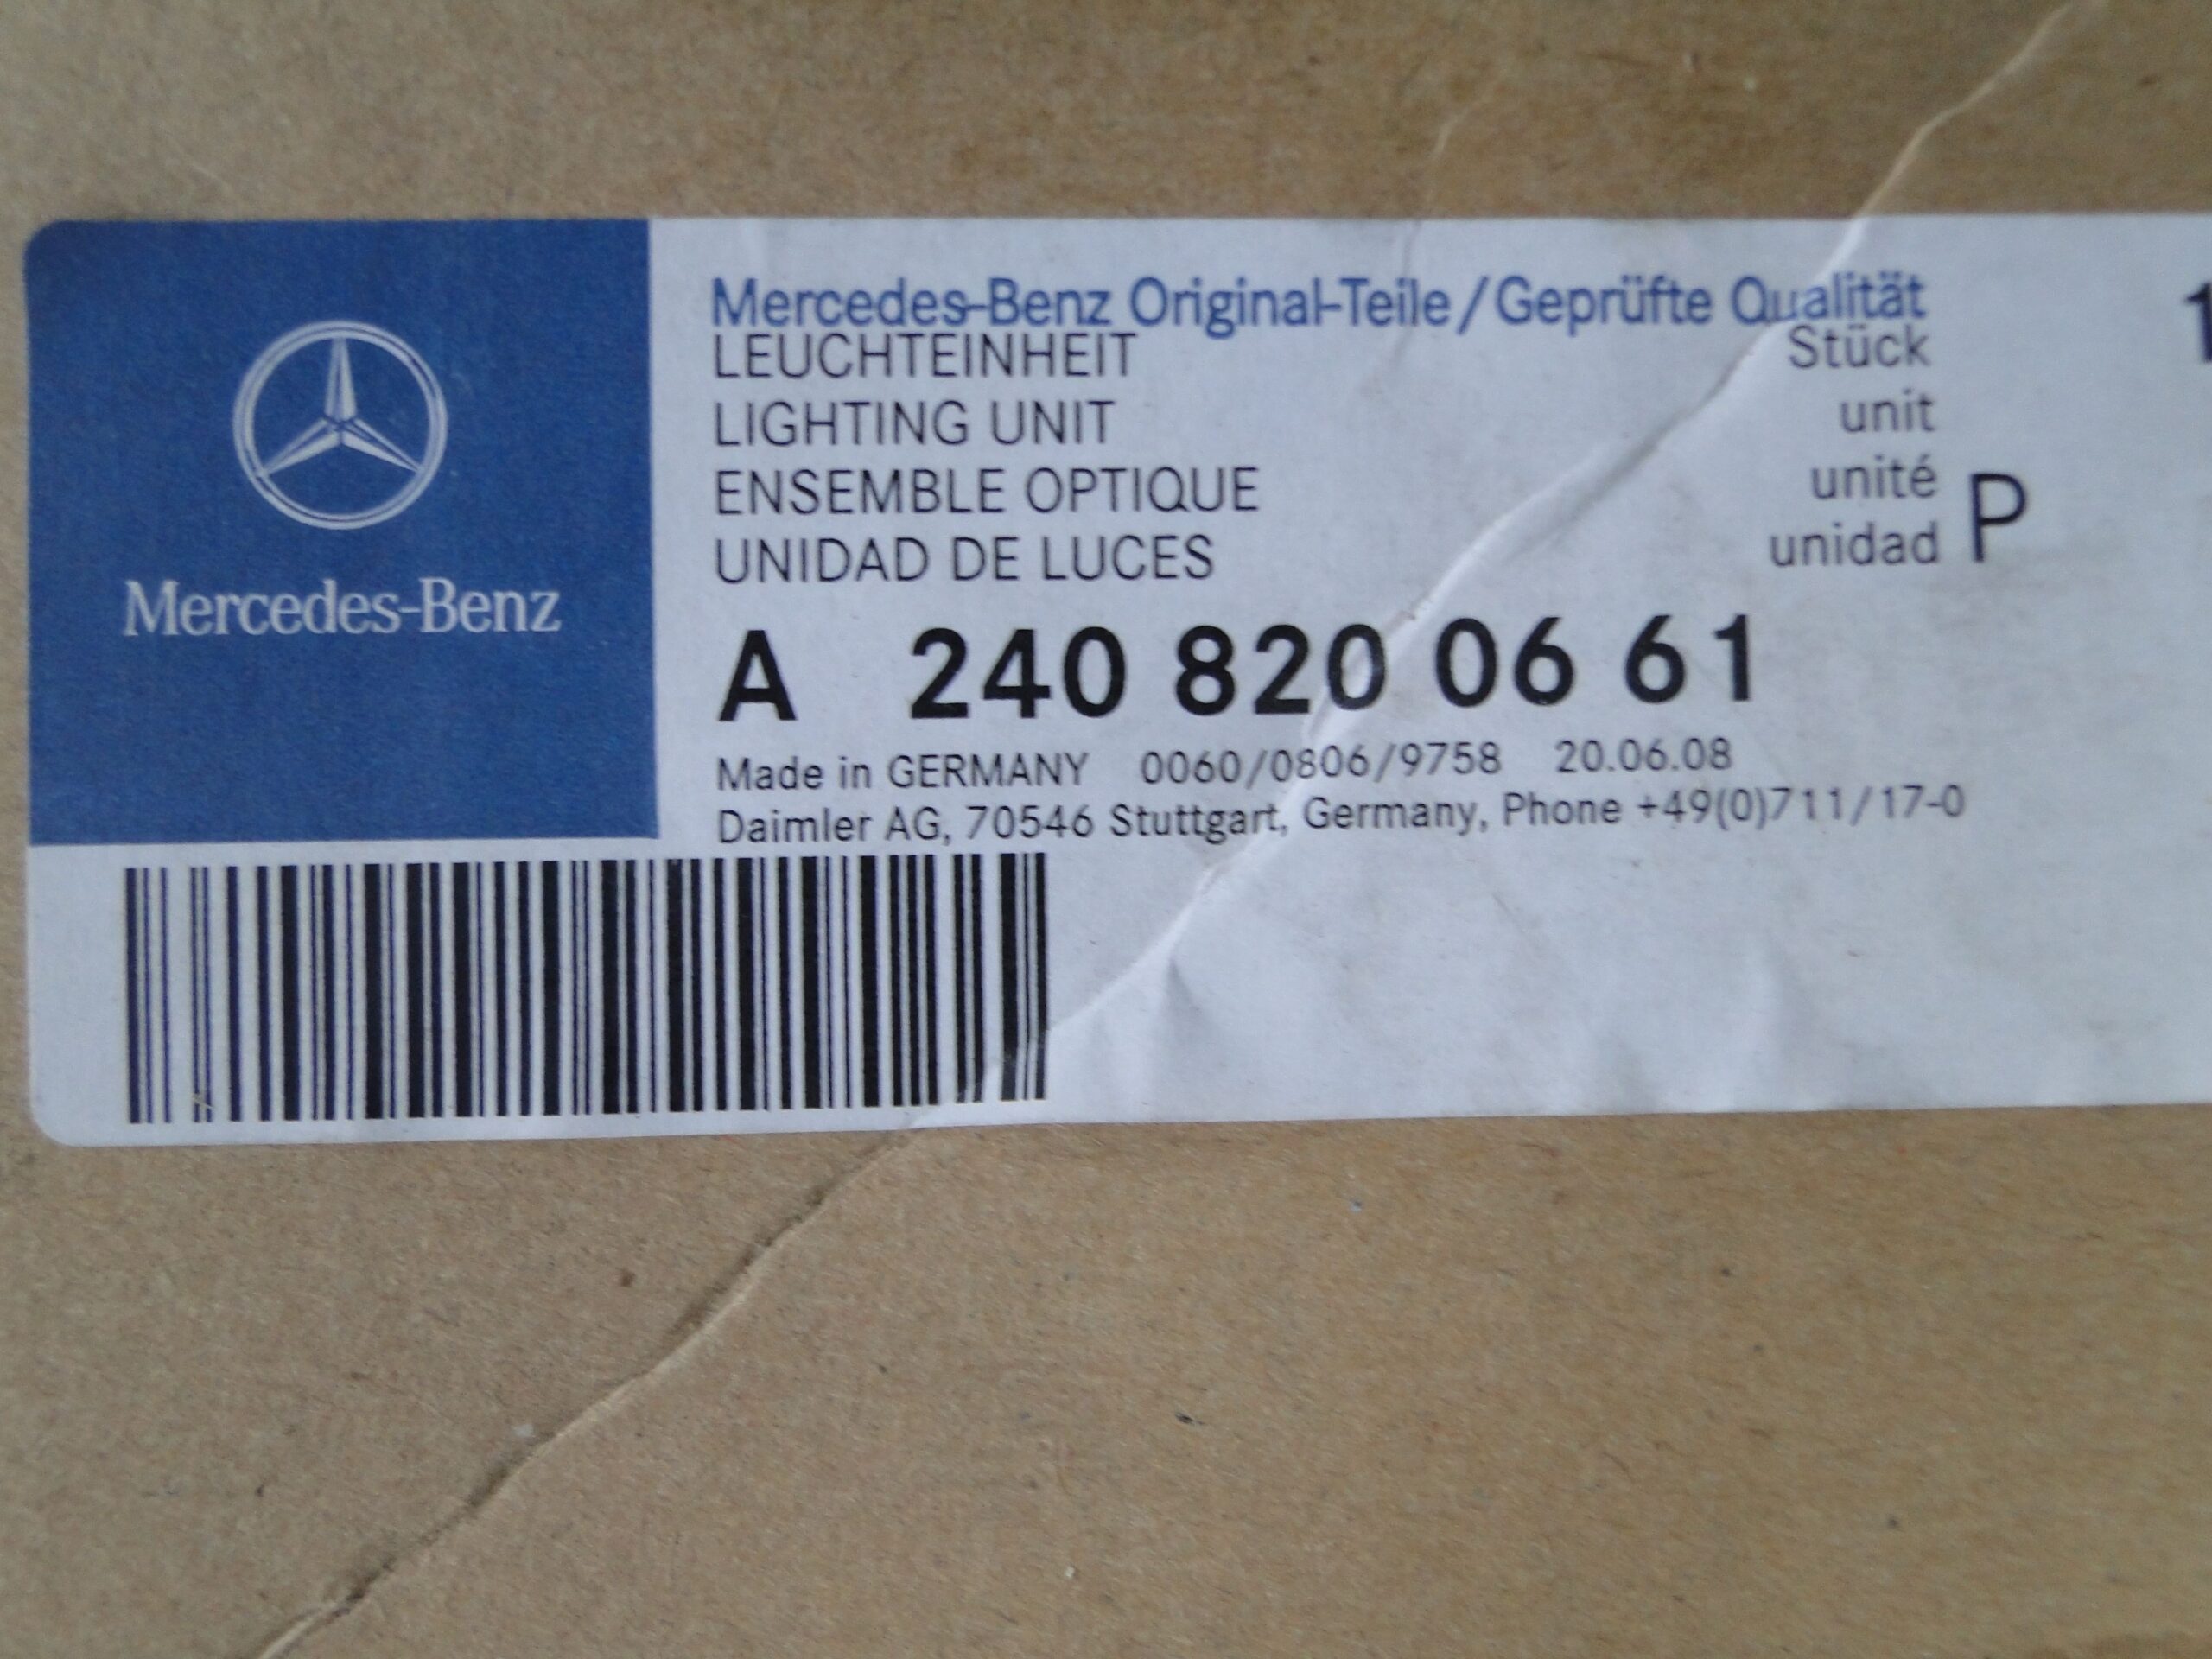 Mercedes-Benz
Mercedes-Benz Original-Teile/Geprüfte Qualität
LEUCHTEINHEIT
LIGHTING UNIT
ENSEMBLE OPTIQUE
UNIDAD DE LUCES
Stück 1
unit
unité
unidad P
A 240 820 06 61
Made in GERMANY 0060/0806/9758 20.06.08
Daimler AG, 70546 Stuttgart, Germany, Phone +49(0)711/17-0